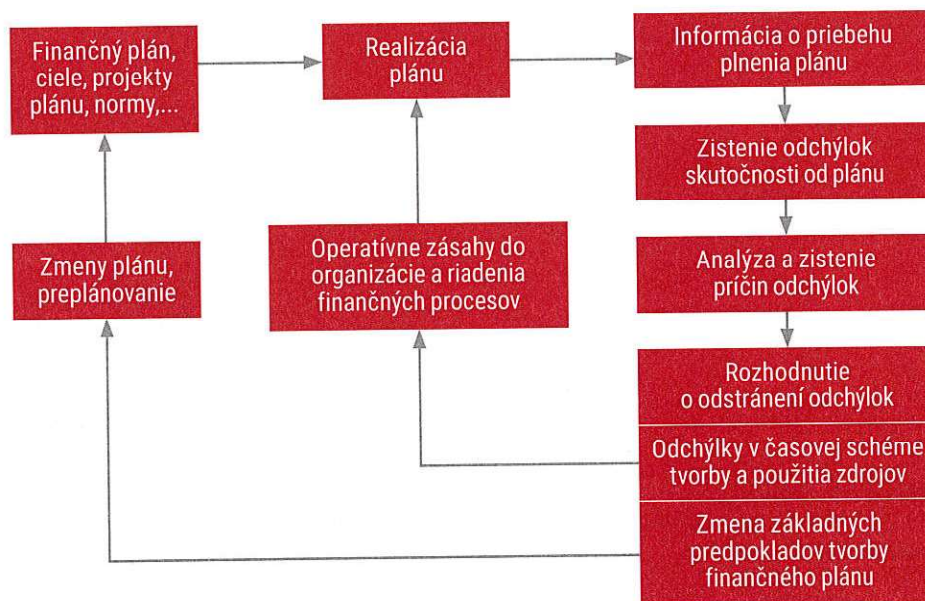 Finančný plán,
ciele, projekty
plánu, normy,...
Realizácia
plánu
Informácia o priebehu
plnenia plánu
Zistenie odchýlok
skutočnosti od plánu
Zmeny plánu,
preplánovanie
Operatívne zásahy do
organizácie a riadenia
finančných procesov
Analýza a zistenie
príčin odchýlok
Rozhodnutie
o odstránení odchýlok
Odchýlky v časovej schéme
tvorby a použitia zdrojov
Zmena základných
predpokladov tvorby
finančného plánu